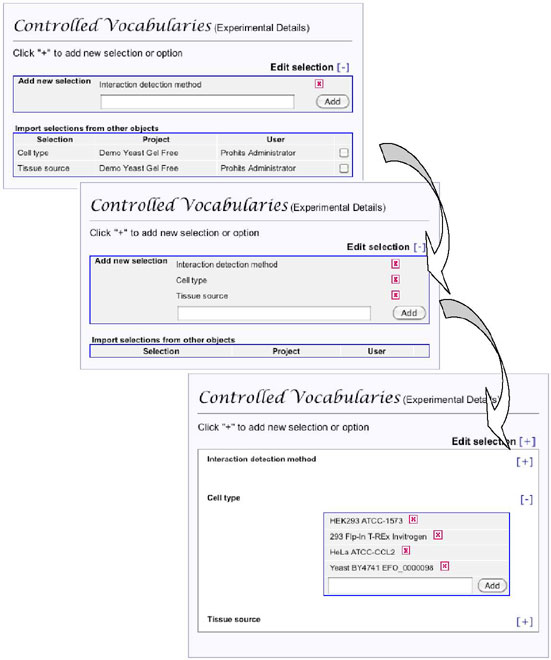 Controlled Vocabularies (Experimental Details)
Click "+" to add new selection or option
Edit selection [-]
Add new selection Interaction detection method x
Add
Import selections from other objects
Selection Project User
Cell type Demo Yeast Gel Free Prohits Administrator
Tissue source Demo Yeast Gel Free Prohits Administrator
Controlled Vocabularies (Experimental Details)
Click "+" to add new selection or option
Edit selection [-]
Add new selection Interaction detection method x
Cell type x
Tissue source x
Add
Import selections from other objects
Selection Project User
Controlled Vocabularies (Experimental Details)
Click "+" to add new selection or option
Edit selection [+]
Interaction detection method [+]
Cell type [-]
HEK293 ATCC-1573 x
293 Flp-In T-REx Invitrogen x
HeLa ATCC-CCL2 x
Yeast BY4741 EFO_0000098 x
Add
Tissue source [+]